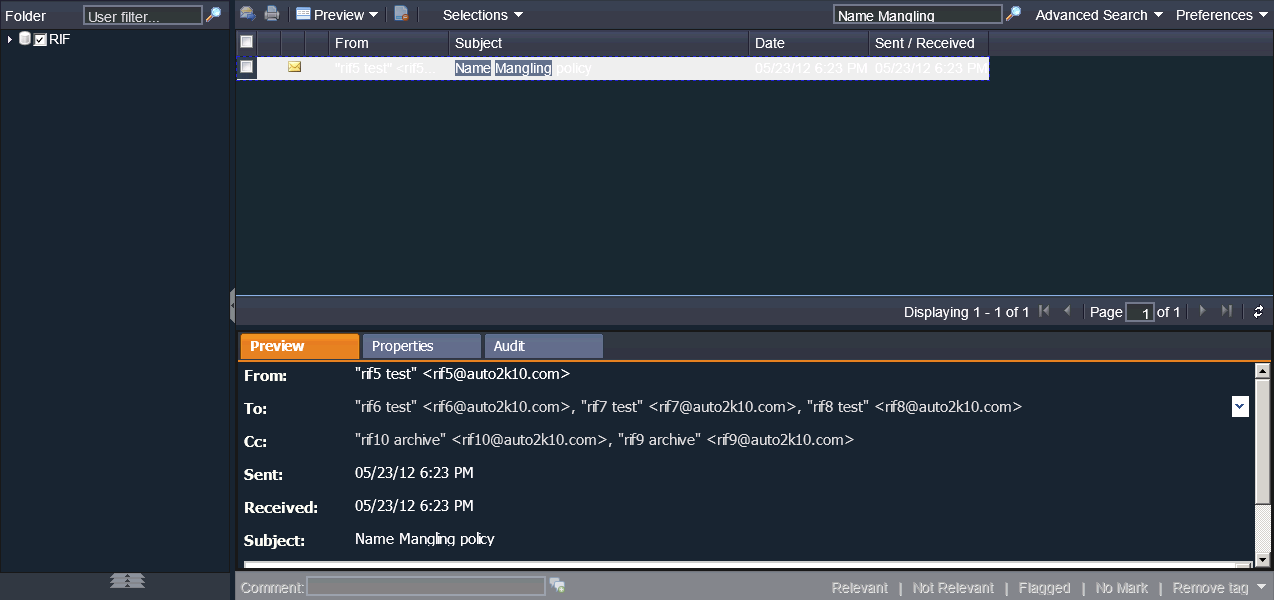 Folder User filter... Preview Selections Name Mangling Advanced Search Preferences
RIF
From Subject Date Sent / Received
"rif5 test" <rif5... Name Mangling policy 05/23/12 6:23 PM 05/23/12 6:23 PM
Displaying 1 - 1 of 1 Page 1 of 1
Preview Properties Audit
From: "rif5 test" <rif5@auto2k10.com>
To: "rif6 test" <rif6@auto2k10.com>, "rif7 test" <rif7@auto2k10.com>, "rif8 test" <rif8@auto2k10.com>
Cc: "rif10 archive" <rif10@auto2k10.com>, "rif9 archive" <rif9@auto2k10.com>
Sent: 05/23/12 6:23 PM
Received: 05/23/12 6:23 PM
Subject: Name Mangling policy
Comment: Relevant | Not Relevant | Flagged | No Mark | Remove tag